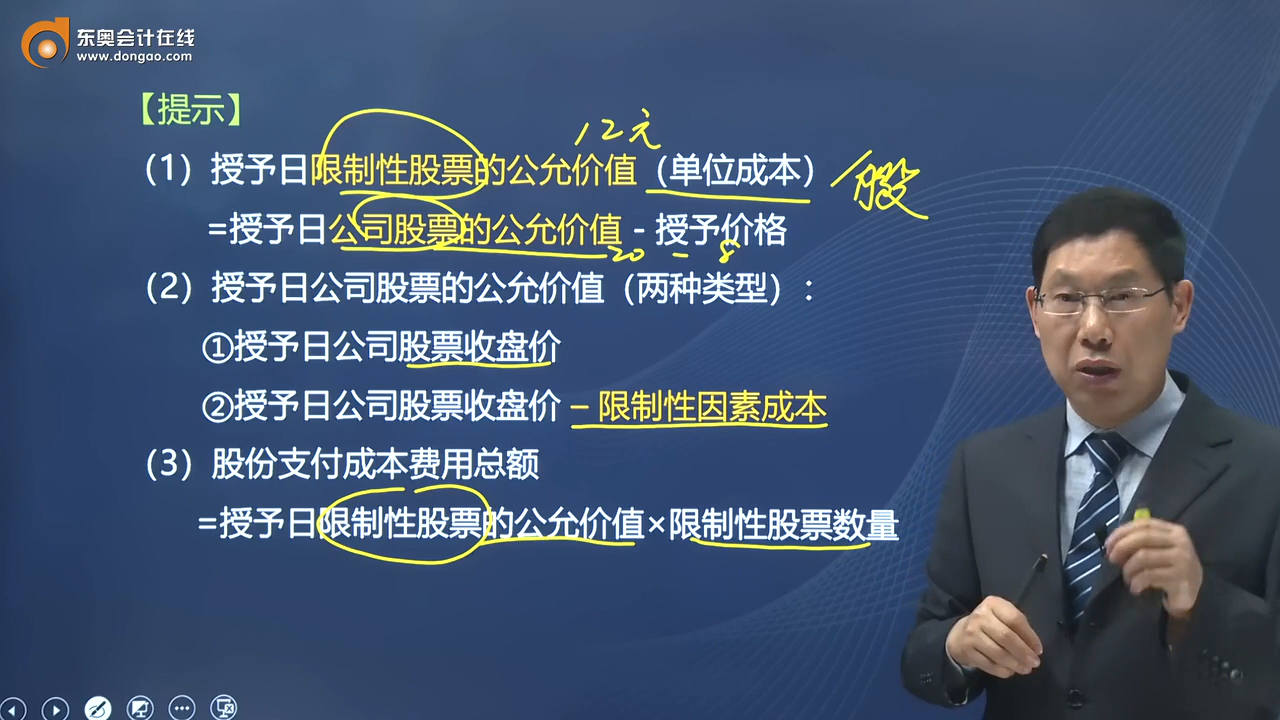 东奥会计在线
www.dongao.com
【提示】
12元
（1）授予日限制性股票的公允价值（单位成本）/股
=授予日公司股票的公允价值 - 授予价格
20 - 8
（2）授予日公司股票的公允价值（两种类型）：
①授予日公司股票收盘价
②授予日公司股票收盘价 – 限制性因素成本
（3）股份支付成本费用总额
=授予日限制性股票的公允价值×限制性股票数量